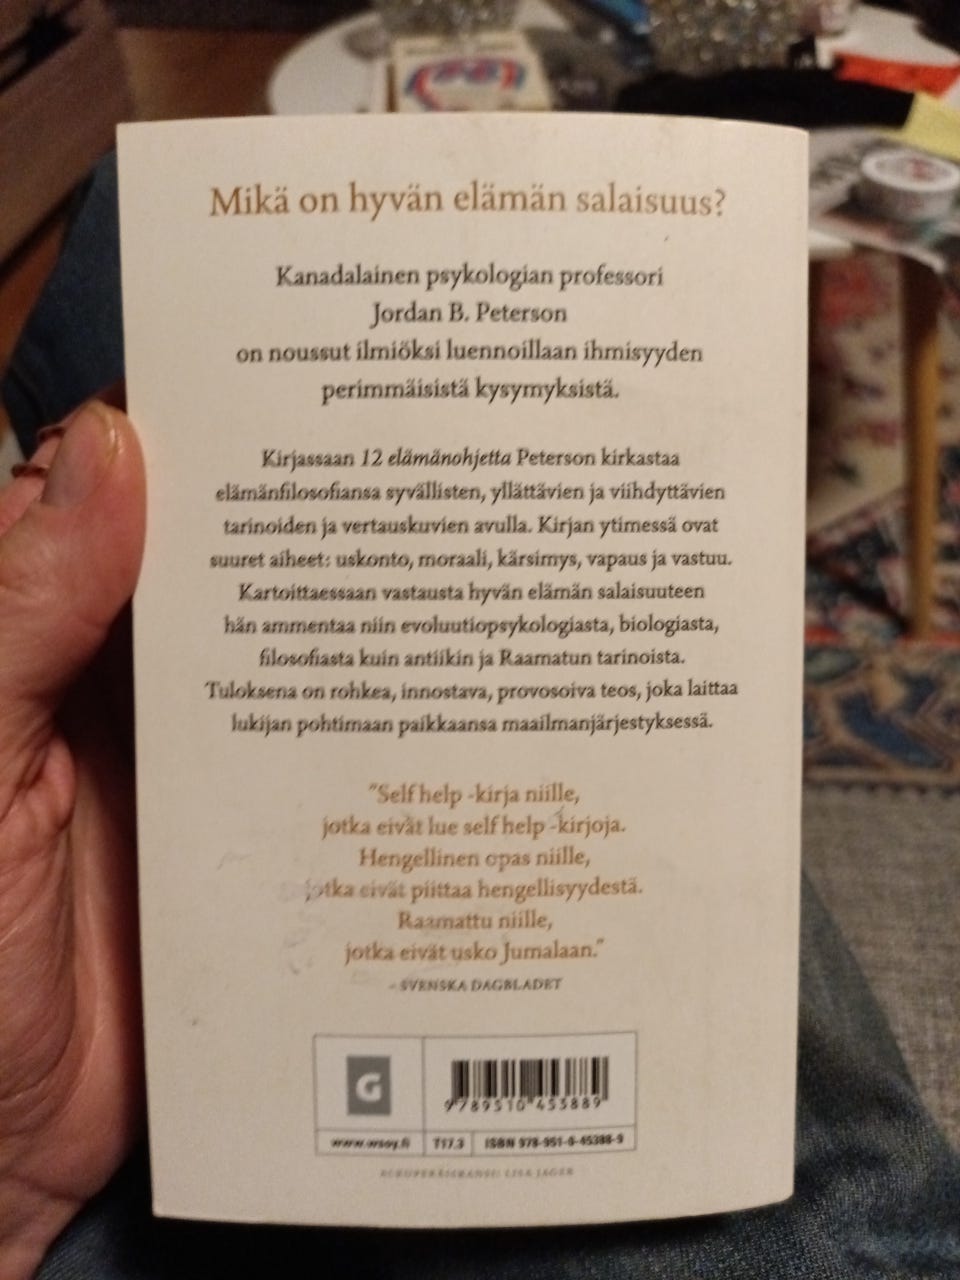 Mikä on hyvän elämän salaisuus?
Kanadalainen psykologian professori
Jordan B. Peterson
on noussut ilmiöksi luennoillaan ihmisyyden
perimmäisistä kysymyksistä.
Kirjassaan 12 elämänohjetta Peterson kirkastaa
elämänfilosofiansa syvällisten, yllättävien ja viihdyttävien
tarinoiden ja vertauskuvien avulla. Kirjan ytimessä ovat
suuret aiheet: uskonto, moraali, kärsimys, vapaus ja vastuu.
Kartoittaessaan vastausta hyvän elämän salaisuuteen
hän ammentaa niin evoluutiopsykologiasta, biologiasta,
filosofiasta kuin antiikin ja Raamatun tarinoista.
Tuloksena on rohkea, innostava, provosoiva teos, joka laittaa
lukijan pohtimaan paikkaansa maailmanjärjestyksessä.
”Self help -kirja niille,
jotka eivät lue self help -kirjoja.
Hengellinen opas niille,
jotka eivät piittaa hengellisyydestä.
Raamattu niille,
jotka eivät usko Jumalaan.”
– SVENSKA DAGBLADET
G
9 789510 453889
www.wsoy.fi T17.3 ISBN 978-951-0-45388-9
LISA JAGER